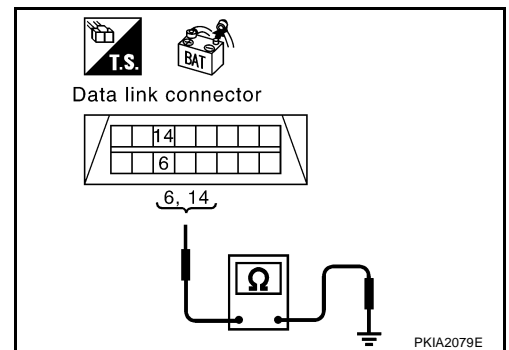 T.S.
BAT
Data link connector
14
6
6, 14
Ω
PKIA2079E